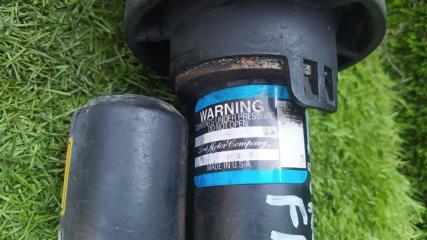 WARNING
CONTENTS UNDER PRESSURE
DO NOT OPEN
Ford Motor Company
MADE IN U.S.A.
F